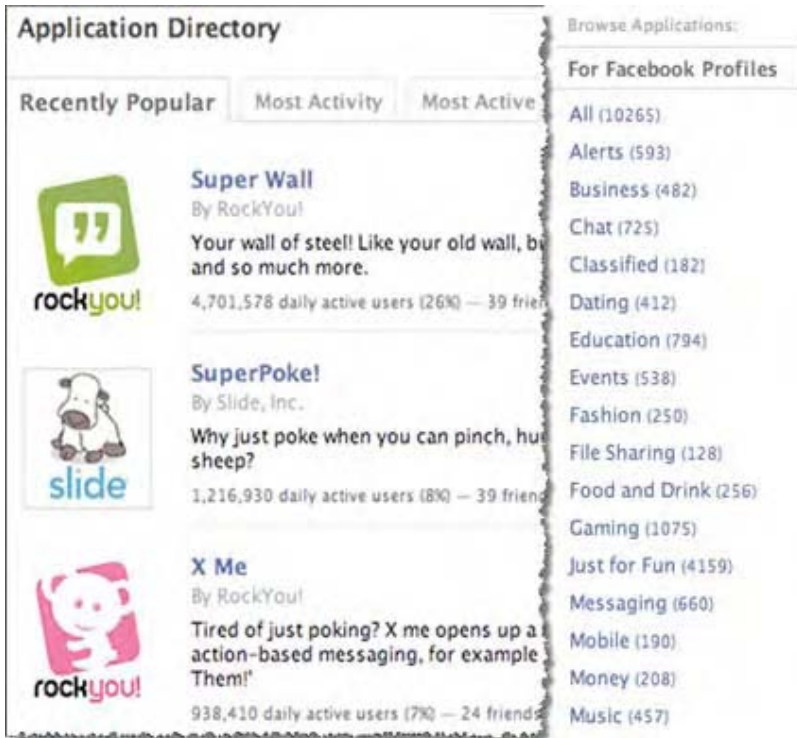 Application Directory
Recently Popular
Most Activity
Most Active
Super Wall
By RockYou!
Your wall of steel! Like your old wall,
and so much more.
4,701,578 daily active users (26%) — 39
rockyou!
SuperPoke!
By Slide, Inc.
Why just poke when you can pinch,
sheep?
1,216,930 daily active users (8%) — 39
slide
X Me
By RockYou!
Tired of just poking? X me opens up a
action-based messaging, for example
Them!'
938,410 daily active users (7%) — 24 friends
rockyou!
Browse Applications:
For Facebook Profiles
All (10265)
Alerts (593)
Business (482)
Chat (725)
Classified (182)
Dating (412)
Education (794)
Events (538)
Fashion (250)
File Sharing (128)
Food and Drink (256)
Gaming (1075)
Just for Fun (4159)
Messaging (660)
Mobile (190)
Money (208)
Music (457)